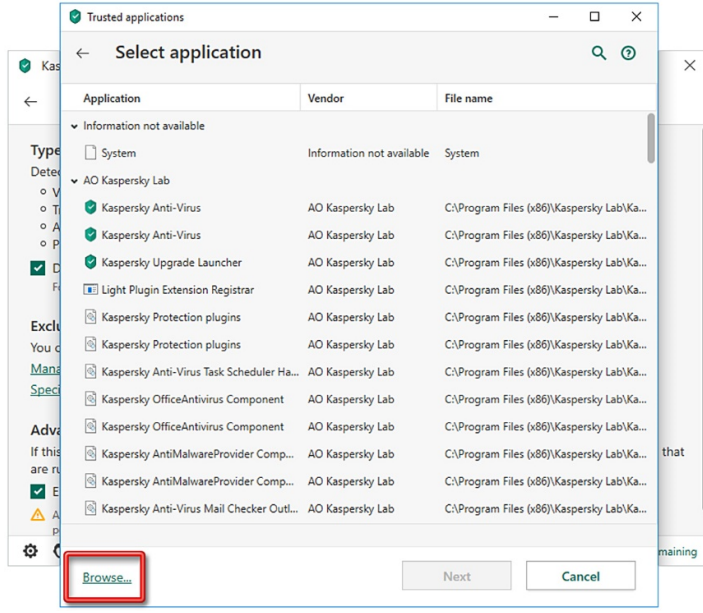 Trusted applications
Select application
Application Vendor File name
Information not available
System Information not available System
AO Kaspersky Lab
Kaspersky Anti-Virus AO Kaspersky Lab C:\Program Files (x86)\Kaspersky Lab\Ka...
Kaspersky Anti-Virus AO Kaspersky Lab C:\Program Files (x86)\Kaspersky Lab\Ka...
Kaspersky Upgrade Launcher AO Kaspersky Lab C:\Program Files (x86)\Kaspersky Lab\Ka...
Light Plugin Extension Registrar AO Kaspersky Lab C:\Program Files (x86)\Kaspersky Lab\Ka...
Kaspersky Protection plugins AO Kaspersky Lab C:\Program Files (x86)\Kaspersky Lab\Ka...
Kaspersky Protection plugins AO Kaspersky Lab C:\Program Files (x86)\Kaspersky Lab\Ka...
Kaspersky Anti-Virus Task Scheduler Ha... AO Kaspersky Lab C:\Program Files (x86)\Kaspersky Lab\Ka...
Kaspersky OfficeAntivirus Component AO Kaspersky Lab C:\Program Files (x86)\Kaspersky Lab\Ka...
Kaspersky OfficeAntivirus Component AO Kaspersky Lab C:\Program Files (x86)\Kaspersky Lab\Ka...
Kaspersky AntiMalwareProvider Comp... AO Kaspersky Lab C:\Program Files (x86)\Kaspersky Lab\Ka...
Kaspersky AntiMalwareProvider Comp... AO Kaspersky Lab C:\Program Files (x86)\Kaspersky Lab\Ka...
Kaspersky Anti-Virus Mail Checker Outl... AO Kaspersky Lab C:\Program Files (x86)\Kaspersky Lab\Ka...
Browse... Next Cancel
Kas
Type
Dete
Exclu
You c
Mana
Speci
Adva
If this that
are ru
maining